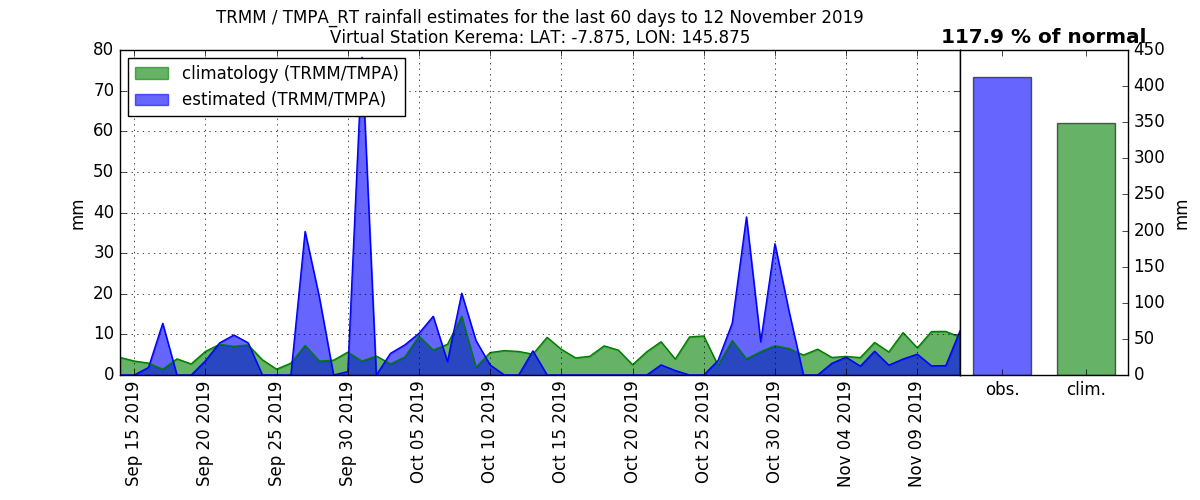 TRMM / TMPA_RT rainfall estimates for the last 60 days to 12 November 2019
Virtual Station Kerema: LAT: -7.875, LON: 145.875
117.9 % of normal
climatology (TRMM/TMPA)
estimated (TRMM/TMPA)
mm
80
70
60
50
40
30
20
10
0
Sep 15 2019
Sep 20 2019
Sep 25 2019
Sep 30 2019
Oct 05 2019
Oct 10 2019
Oct 15 2019
Oct 20 2019
Oct 25 2019
Oct 30 2019
Nov 04 2019
Nov 09 2019
obs.
clim.
450
400
350
300
250
200
150
100
50
0
mm